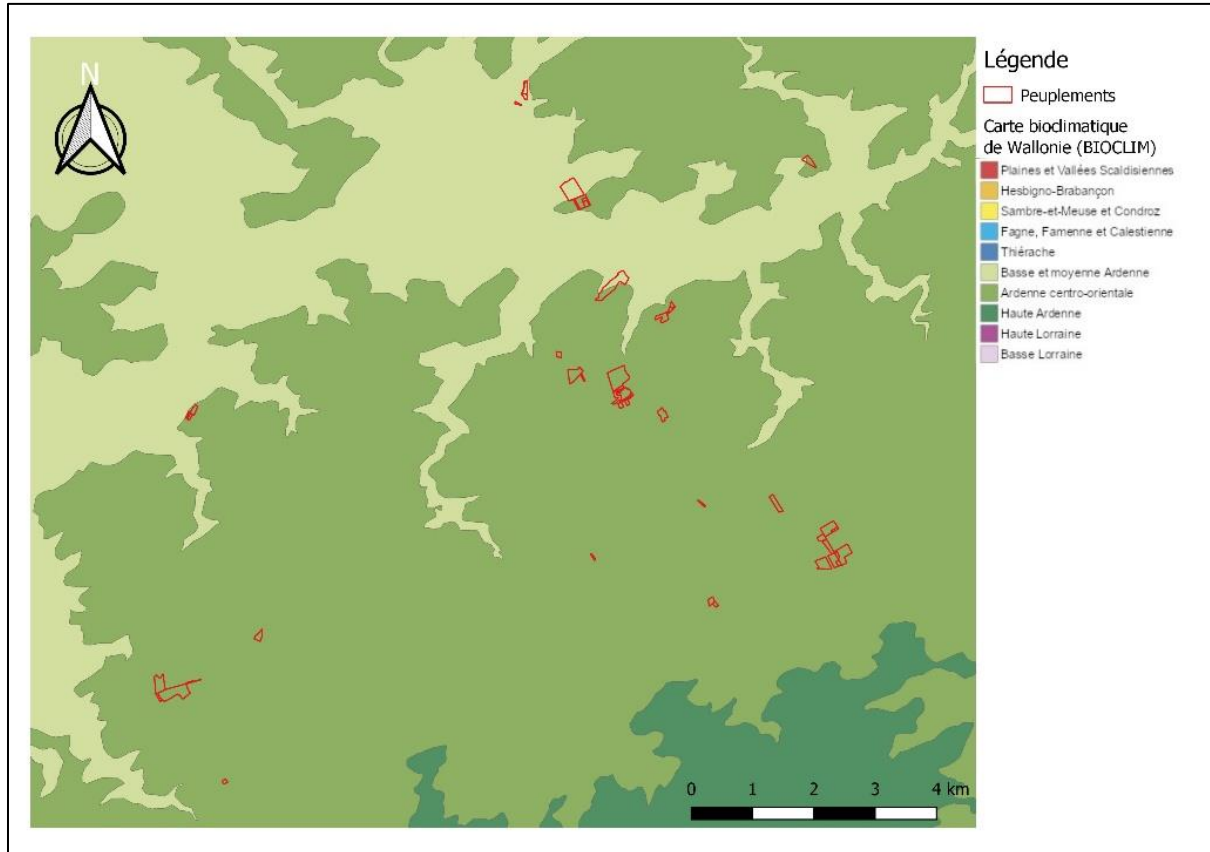 N
Légende
Peuplements
Carte bioclimatique
de Wallonie (BIOCLIM)
Plaines et Vallées Scaldisiennes
Hesbigno-Brabançon
Sambre-et-Meuse et Condroz
Fagne, Famenne et Calestienne
Thiérache
Basse et moyenne Ardenne
Ardenne centro-orientale
Haute Ardenne
Haute Lorraine
Basse Lorraine
0 1 2 3 4 km